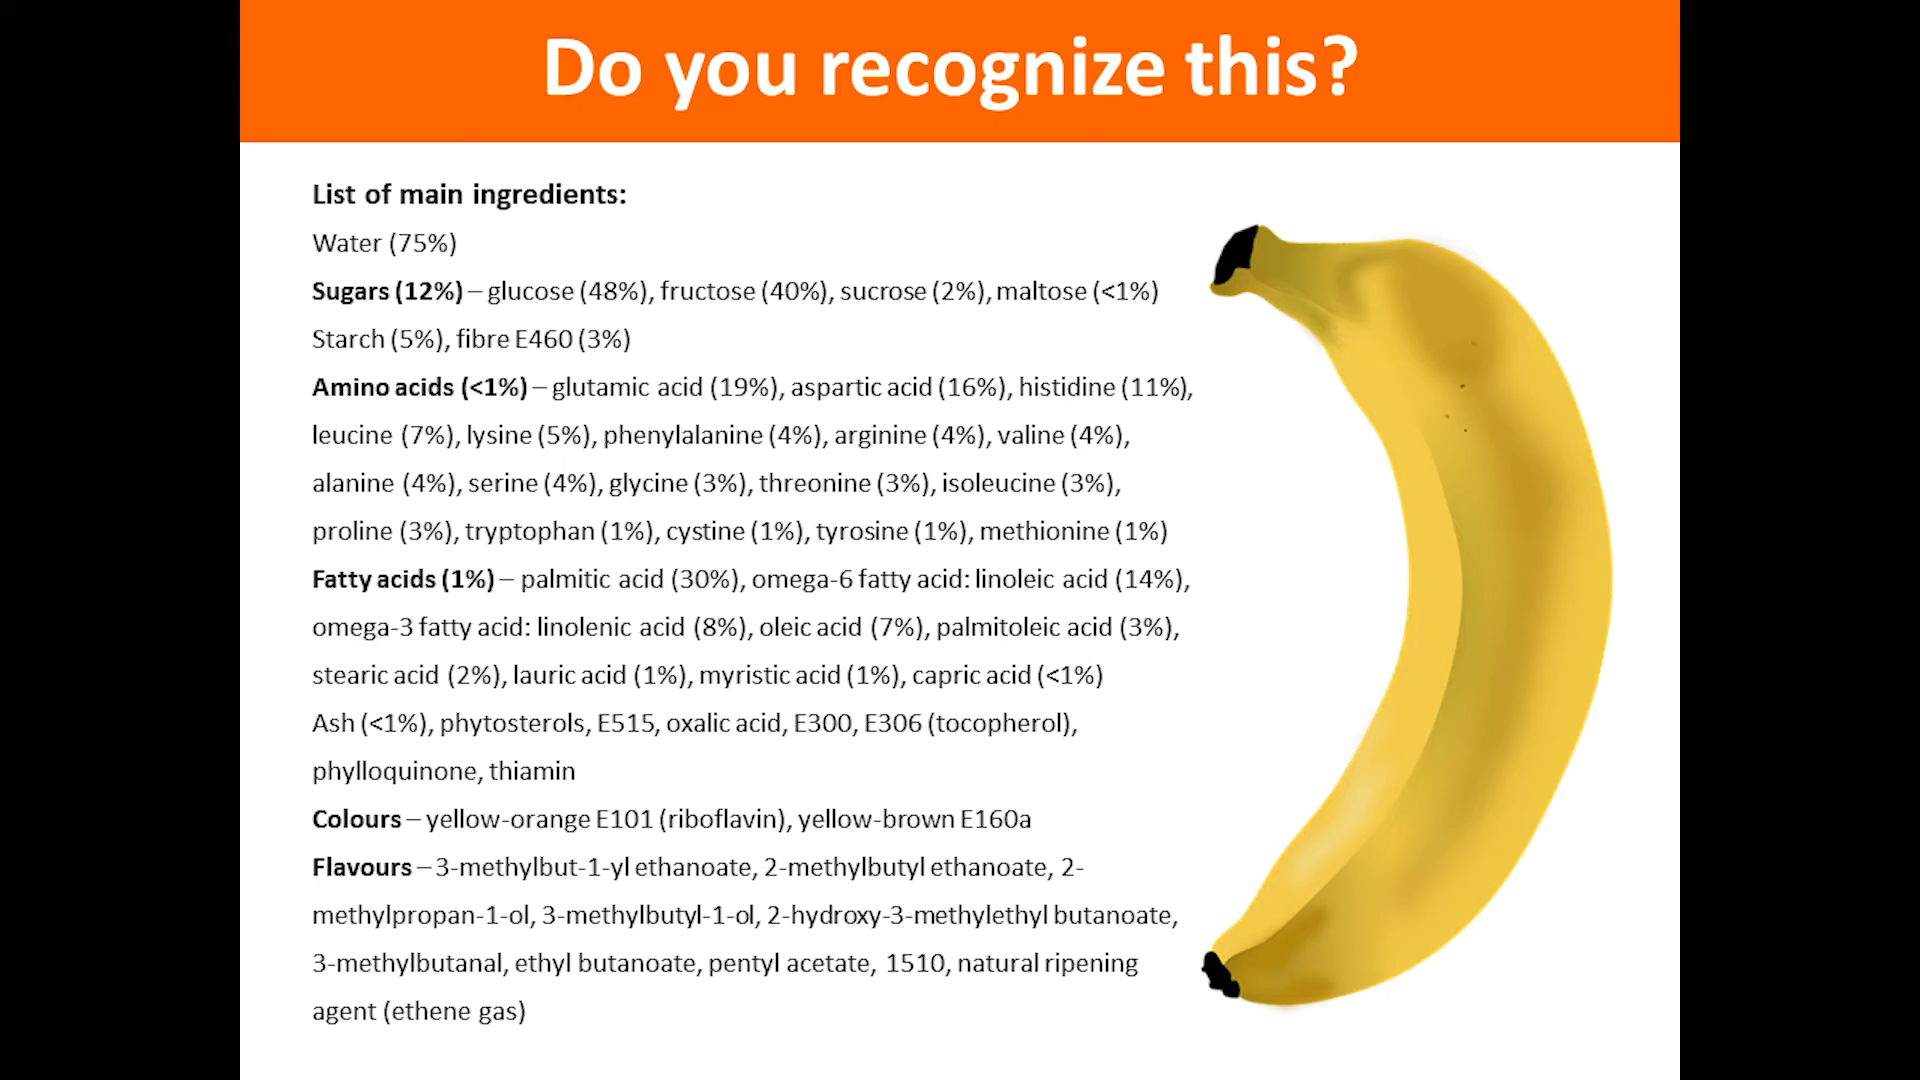 Do you recognize this?
List of main ingredients:
Water (75%)
Sugars (12%) – glucose (48%), fructose (40%), sucrose (2%), maltose (<1%)
Starch (5%), fibre E460 (3%)
Amino acids (<1%) – glutamic acid (19%), aspartic acid (16%), histidine (11%),
leucine (7%), lysine (5%), phenylalanine (4%), arginine (4%), valine (4%),
alanine (4%), serine (4%), glycine (3%), threonine (3%), isoleucine (3%),
proline (3%), tryptophan (1%), cystine (1%), tyrosine (1%), methionine (1%)
Fatty acids (1%) – palmitic acid (30%), omega-6 fatty acid: linoleic acid (14%),
omega-3 fatty acid: linolenic acid (8%), oleic acid (7%), palmitoleic acid (3%),
stearic acid (2%), lauric acid (1%), myristic acid (1%), capric acid (<1%)
Ash (<1%), phytosterols, E515, oxalic acid, E300, E306 (tocopherol),
phylloquinone, thiamin
Colours – yellow-orange E101 (riboflavin), yellow-brown E160a
Flavours – 3-methylbut-1-yl ethanoate, 2-methylbutyl ethanoate, 2-
methylpropan-1-ol, 3-methylbutyl-1-ol, 2-hydroxy-3-methylethyl butanoate,
3-methylbutanal, ethyl butanoate, pentyl acetate, 1510, natural ripening
agent (ethene gas)